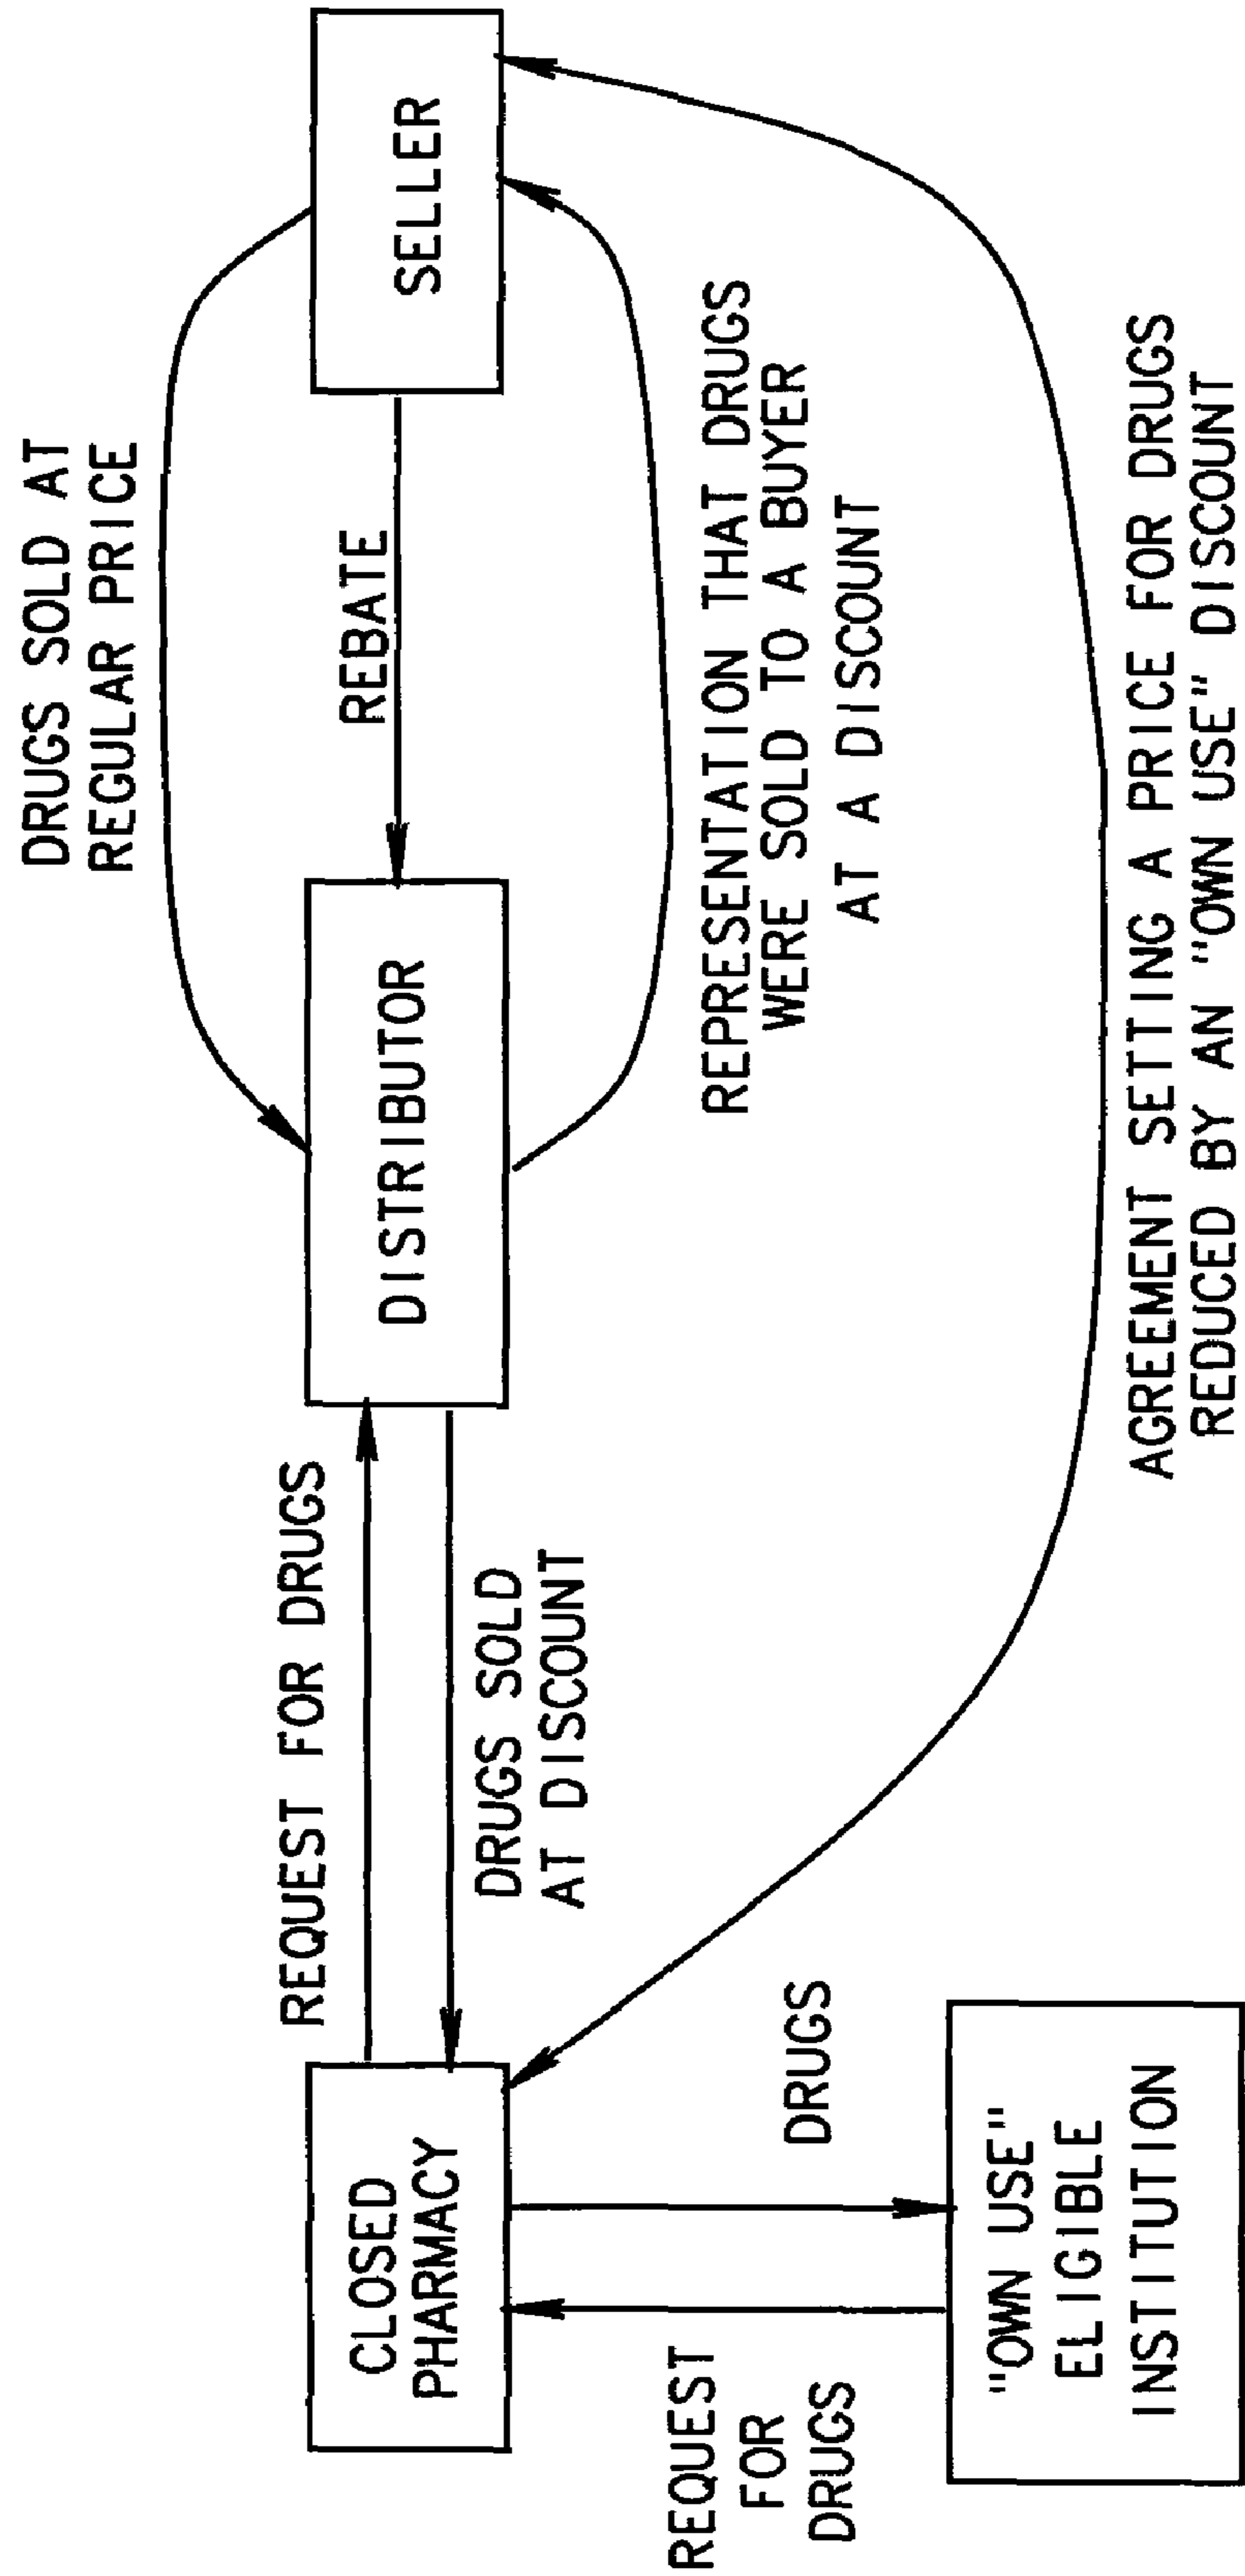 DRUGS SOLD AT
REGULAR PRICE
REQUEST FOR DRUGS
REBATE
CLOSED
PHARMACY
DISTRIBUTOR
SELLER
DRUGS SOLD
AT DISCOUNT
REPRESENTATION THAT DRUGS
WERE SOLD TO A BUYER
AT A DISCOUNT
REQUEST
FOR
DRUGS
DRUGS
"OWN USE"
ELIGIBLE
INSTITUTION
AGREEMENT SETTING A PRICE FOR DRUGS
REDUCED BY AN "OWN USE" DISCOUNT